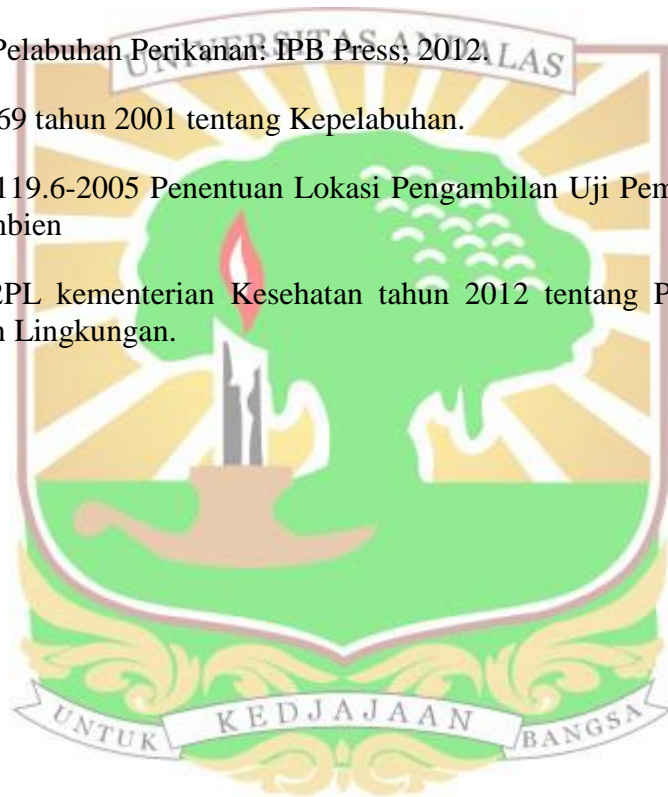 Pelabuhan Perikanan: IPB Press; 2012.
UNIVERSITAS ANDALAS
69 tahun 2001 tentang Kepelabuhan.
119.6-2005 Penentuan Lokasi Pengambilan Uji Pem
mbien
2PL kementerian Kesehatan tahun 2012 tentang P
n Lingkungan.
UNTUK KEDJAJAAN BANGSA